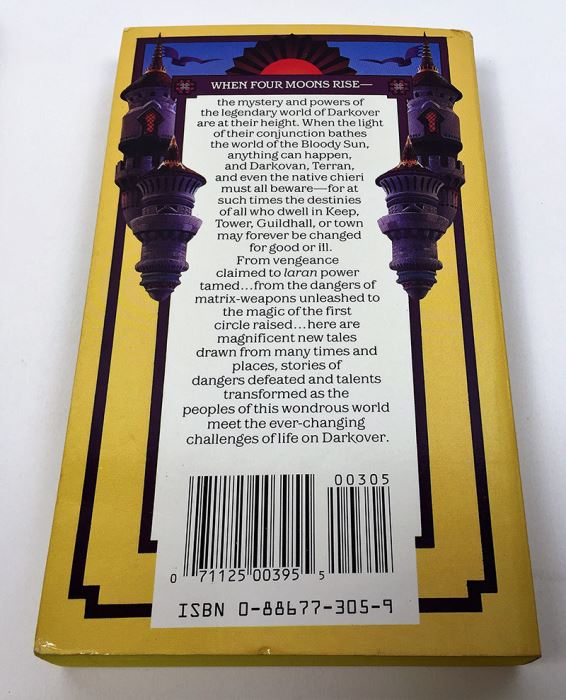 WHEN FOUR MOONS RISE—
the mystery and powers of
the legendary world of Darkover
are at their height. When the light
of their conjunction bathes
the world of the Bloody Sun,
anything can happen,
and Darkovan, Terran,
and even the native chieri
must all beware—for at
such times the destinies
of all who dwell in Keep,
Tower, Guildhall, or town
may forever be changed
for good or ill.
From vengeance
claimed to laran power
tamed...from the dangers of
matrix-weapons unleashed to
the magic of the first
circle raised...here are
magnificent new tales
drawn from many times and
places, stories of
dangers defeated and talents
transformed as the
peoples of this wondrous world
meet the ever-changing
challenges of life on Darkover.
00305
0 71125 00395 5
ISBN 0-88677-305-9